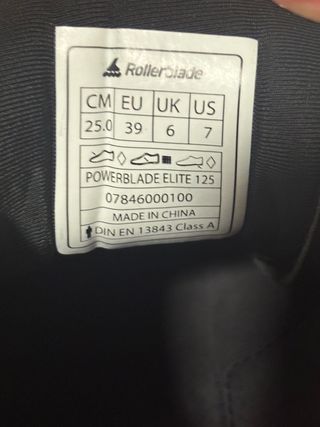 Rollerblade
CM EU UK US
25.0 39 6 7
POWERBLADE ELITE 125
07846000100
MADE IN CHINA
DIN EN 13843 Class A